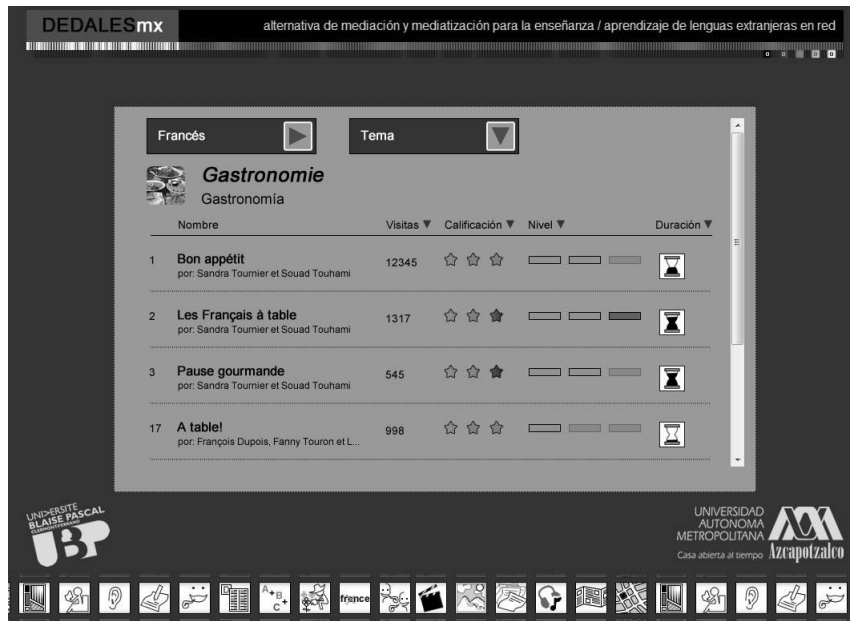 DEDALESmx
alternativa de mediación y mediatización para la enseñanza / aprendizaje de lenguas extranjeras en red
Francés
Tema
Gastronomie
Gastronomía
Nombre Visitas Calificación Nivel Duración
1 Bon appétit 12345
por: Sandra Tournier et Souad Touhami
2 Les Français à table 1317
por: Sandra Tournier et Souad Touhami
3 Pause gourmande 545
por: Sandra Tournier et Souad Touhami
17 A table! 998
por: François Dupois, Fanny Touron et L...
UNIVERSITE
BLAISE PASCAL
CLERMONT-FERRAND
UBP
UNIVERSIDAD
AUTONOMA
METROPOLITANA
Casa abierta al tiempo Azcapotzalco
A+B+C+
france